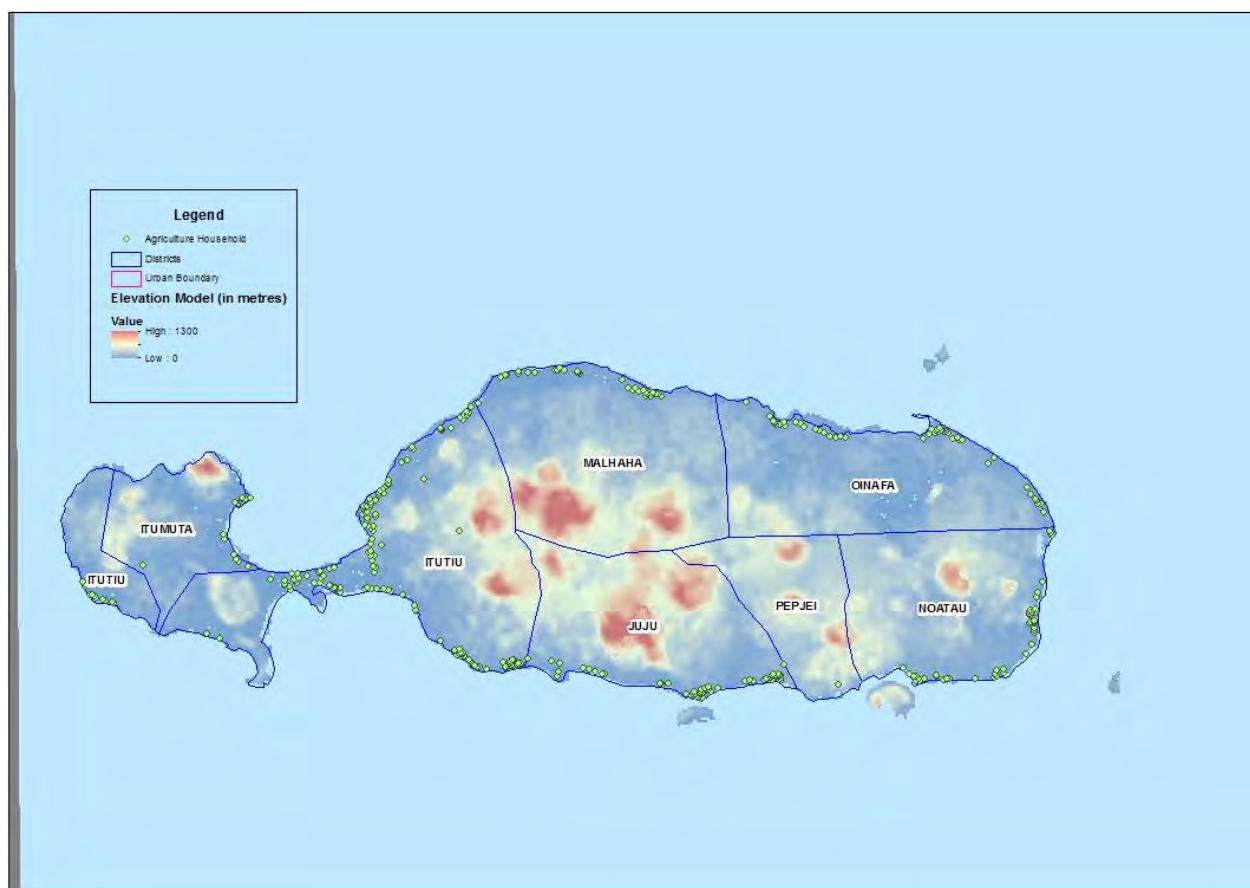 Legend
Agriculture Household
Districts
Urban Boundary
Elevation Model (in metres)
Value
High : 1300
Low : 0
MALHAHA
OINAFA
ITUMUTA
ITUTIU
ITUTIU
PEPJEI
NOATAU
JUJU